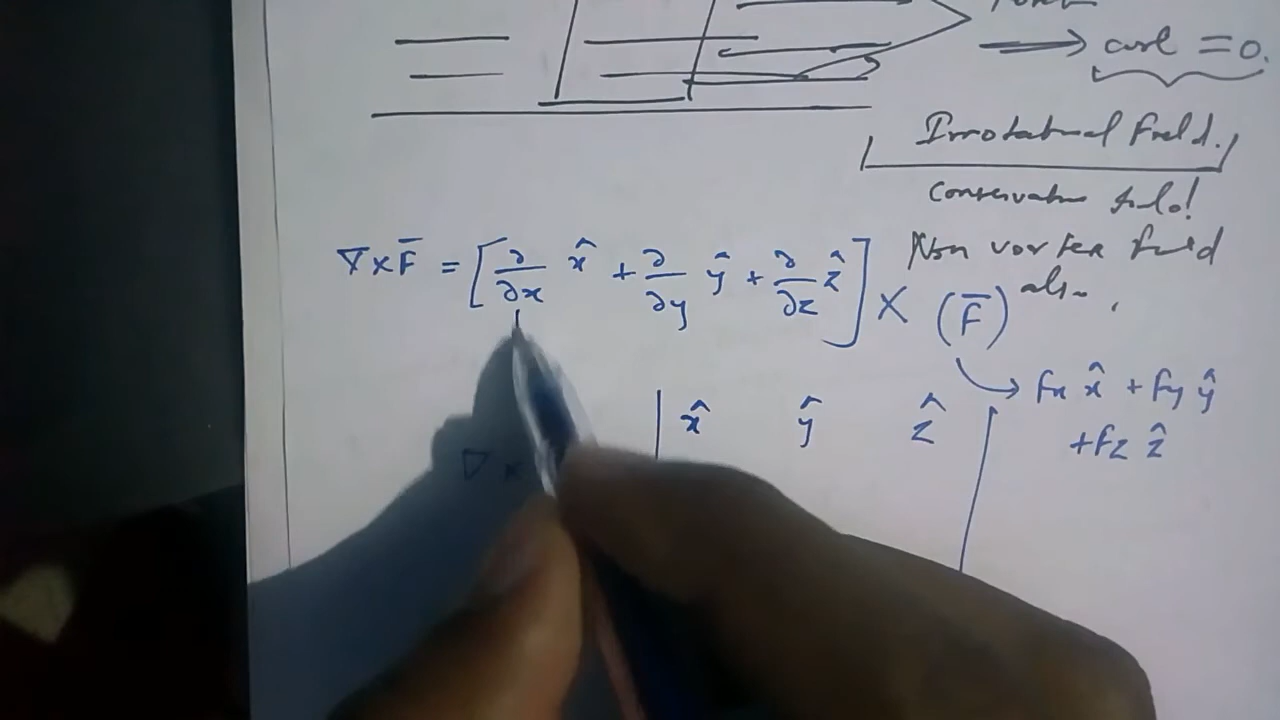 ⟹ curl = 0.
Irrotational Field.
Conservative field!
Non vortex field
also.
∇×F̄ = [∂/∂x x̂ + ∂/∂y ŷ + ∂/∂z ẑ] × (F̄)
→ fx x̂ + fy ŷ
+ fz ẑ
| x̂ ŷ ẑ |
∇ ×